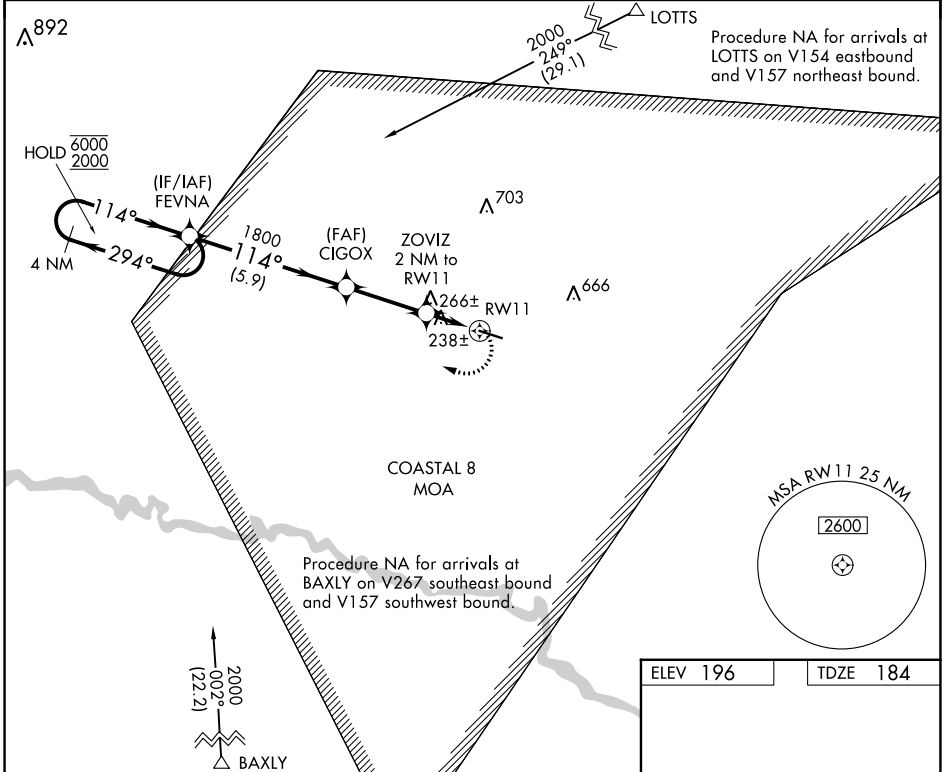 892
LOTTS
2000
249°
(29.1)
Procedure NA for arrivals at
LOTTS on V154 eastbound
and V157 northeast bound.
HOLD 6000
2000
(IF/IAF)
FEVNA
114°
294°
4 NM
1800
114°
(5.9)
(FAF)
CIGOX
ZOVIZ
2 NM to
RW11
703
666
266±
RW11
238±
COASTAL 8
MOA
MSA RW11 25 NM
2600
Procedure NA for arrivals at
BAXLY on V267 southeast bound
and V157 southwest bound.
2000
002°
(22.2)
BAXLY
ELEV 196
TDZE 184